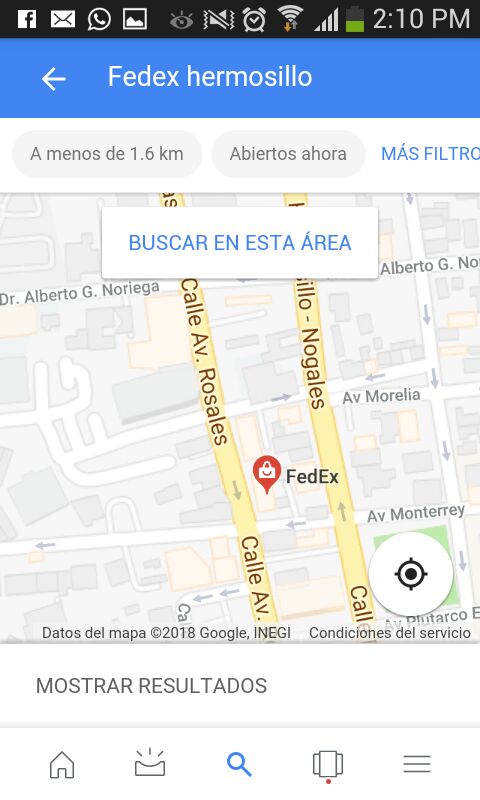 2:10 PM
Fedex hermosillo
A menos de 1.6 km
Abiertos ahora
MÁS FILTRO
BUSCAR EN ESTA ÁREA
Dr. Alberto G. Noriega
Alberto G. No
Calle Av. Rosales
sillo - Nogales
Av Morelia
FedEx
Av Monterrey
Calle Av.
Call
Cal
Av Plutarco E
Datos del mapa ©2018 Google, INEGI
Condiciones del servicio
MOSTRAR RESULTADOS